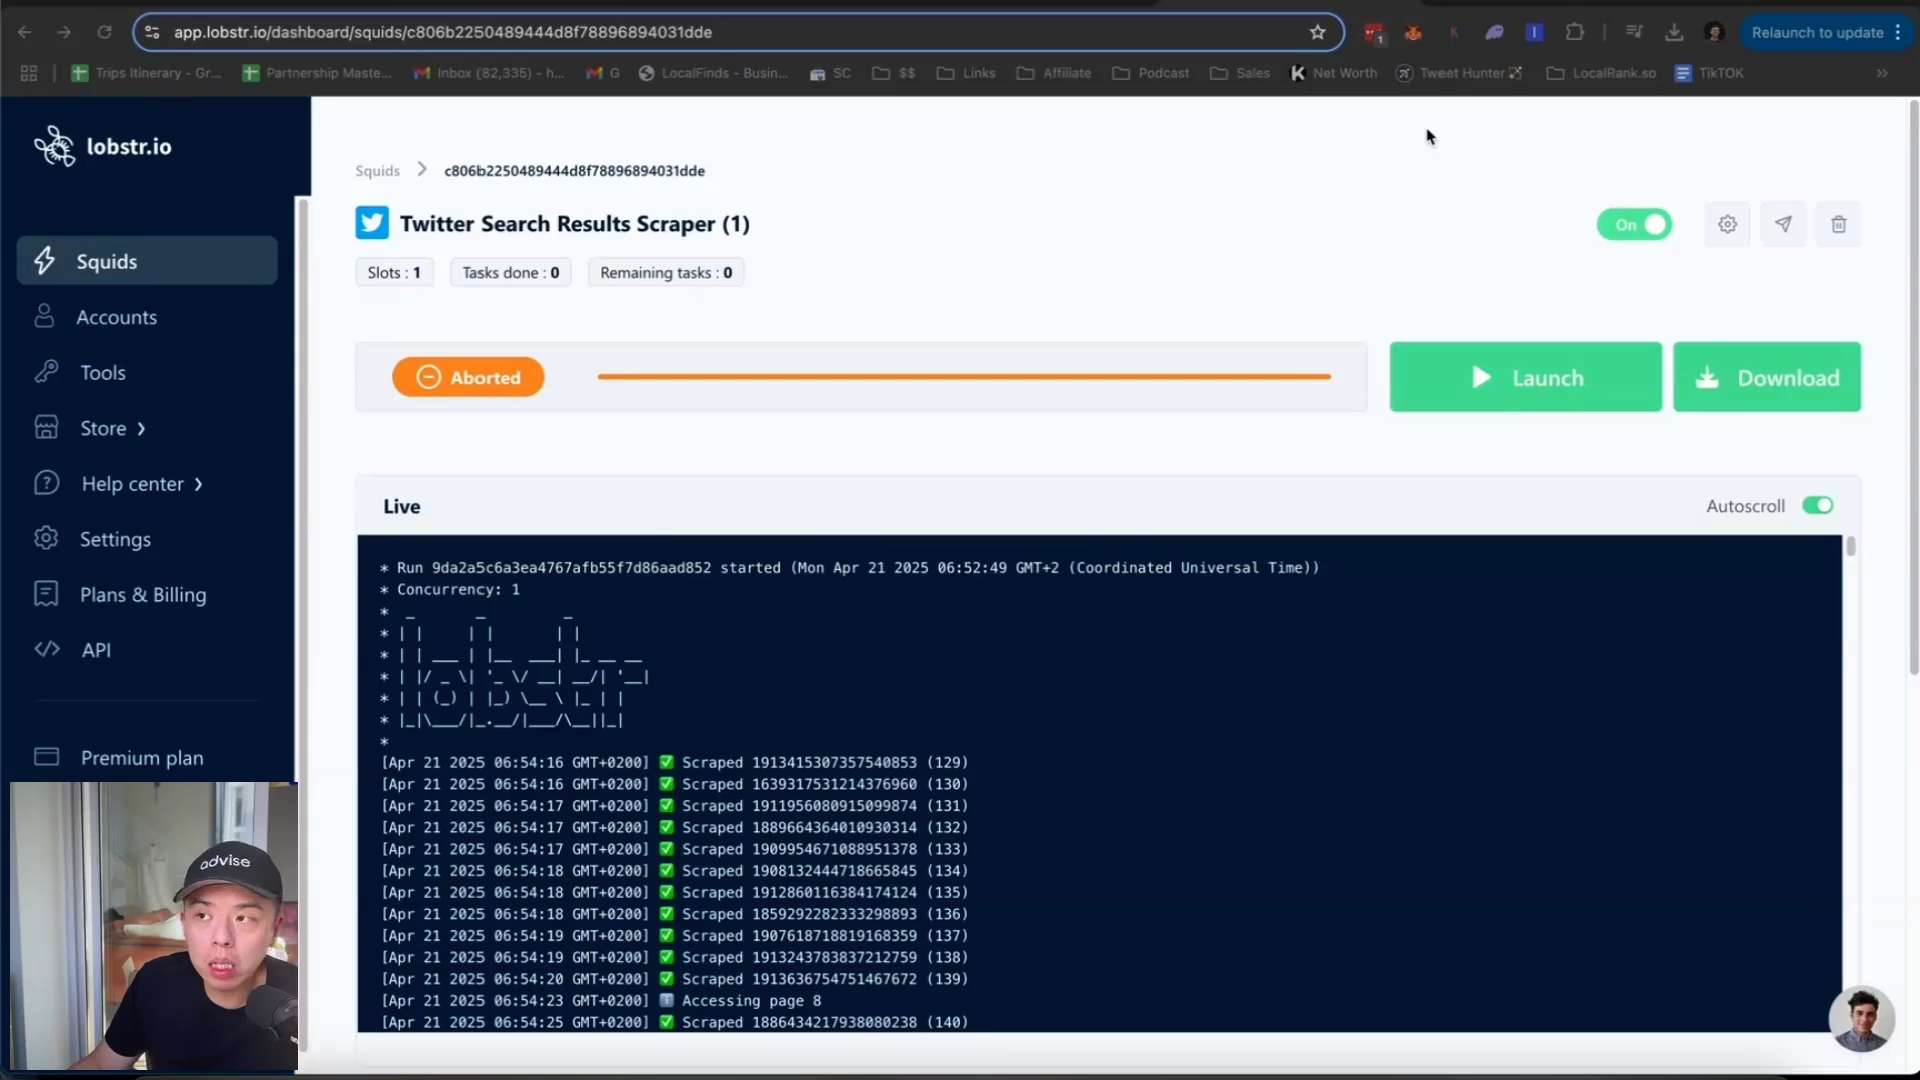 app.lobstr.io/dashboard/squids/c806b2250489444d8f78896894031dde
1
Relaunch to update
Trips Itinerary - Gr...
Partnership Maste...
Inbox (82,335) - h...
G
LocalFinds - Busin...
SC
$$
Links
Affiliate
Podcast
Sales
Net Worth
Tweet Hunter
LocalRank.so
TikTOK
lobstr.io
Squids
Accounts
Tools
Store
Help center
Settings
Plans & Billing
API
Premium plan
Squids > c806b2250489444d8f78896894031dde
Twitter Search Results Scraper (1)
On
Slots : 1
Tasks done : 0
Remaining tasks : 0
Aborted
Launch
Download
Live
Autoscroll
* Run 9da2a5c6a3ea4767afb55f7d86aad852 started (Mon Apr 21 2025 06:52:49 GMT+2 (Coordinated Universal Time))
* Concurrency: 1
lobstr
[Apr 21 2025 06:54:16 GMT+0200] ✅ Scraped 1913415307357540853 (129)
[Apr 21 2025 06:54:16 GMT+0200] ✅ Scraped 1639317531214376960 (130)
[Apr 21 2025 06:54:17 GMT+0200] ✅ Scraped 1911956080915099874 (131)
[Apr 21 2025 06:54:17 GMT+0200] ✅ Scraped 1889664364010930314 (132)
[Apr 21 2025 06:54:17 GMT+0200] ✅ Scraped 1909954671088951378 (133)
[Apr 21 2025 06:54:18 GMT+0200] ✅ Scraped 1908132444718665845 (134)
[Apr 21 2025 06:54:18 GMT+0200] ✅ Scraped 1912860116384174124 (135)
[Apr 21 2025 06:54:18 GMT+0200] ✅ Scraped 1859292282333298893 (136)
[Apr 21 2025 06:54:19 GMT+0200] ✅ Scraped 1907618718819168359 (137)
[Apr 21 2025 06:54:19 GMT+0200] ✅ Scraped 1913243783837212759 (138)
[Apr 21 2025 06:54:20 GMT+0200] ✅ Scraped 1913636754751467672 (139)
[Apr 21 2025 06:54:23 GMT+0200] ℹ️ Accessing page 8
[Apr 21 2025 06:54:25 GMT+0200] ✅ Scraped 1886434217938080238 (140)
advise